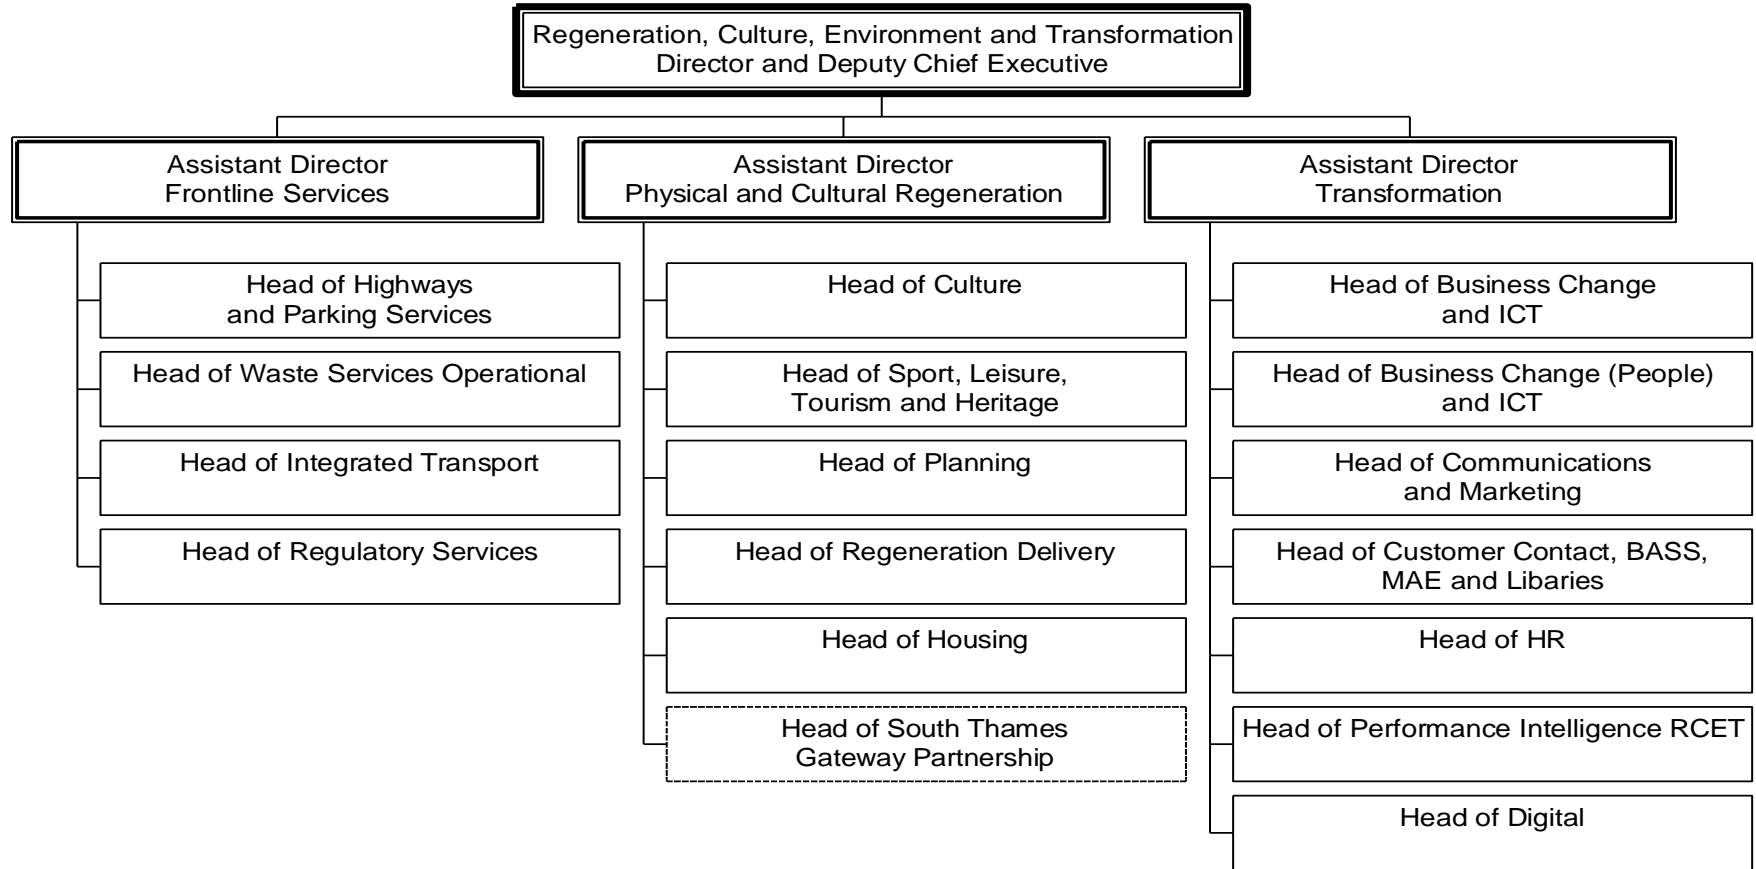 Regeneration, Culture, Environment and Transformation
Director and Deputy Chief Executive
Assistant Director
Frontline Services
Head of Highways
and Parking Services
Head of Waste Services Operational
Head of Integrated Transport
Head of Regulatory Services
Assistant Director
Physical and Cultural Regeneration
Head of Culture
Head of Sport, Leisure,
Tourism and Heritage
Head of Planning
Head of Regeneration Delivery
Head of Housing
Head of South Thames
Gateway Partnership
Assistant Director
Transformation
Head of Business Change
and ICT
Head of Business Change (People)
and ICT
Head of Communications
and Marketing
Head of Customer Contact, BASS,
MAE and Libaries
Head of HR
Head of Performance Intelligence RCET
Head of Digital